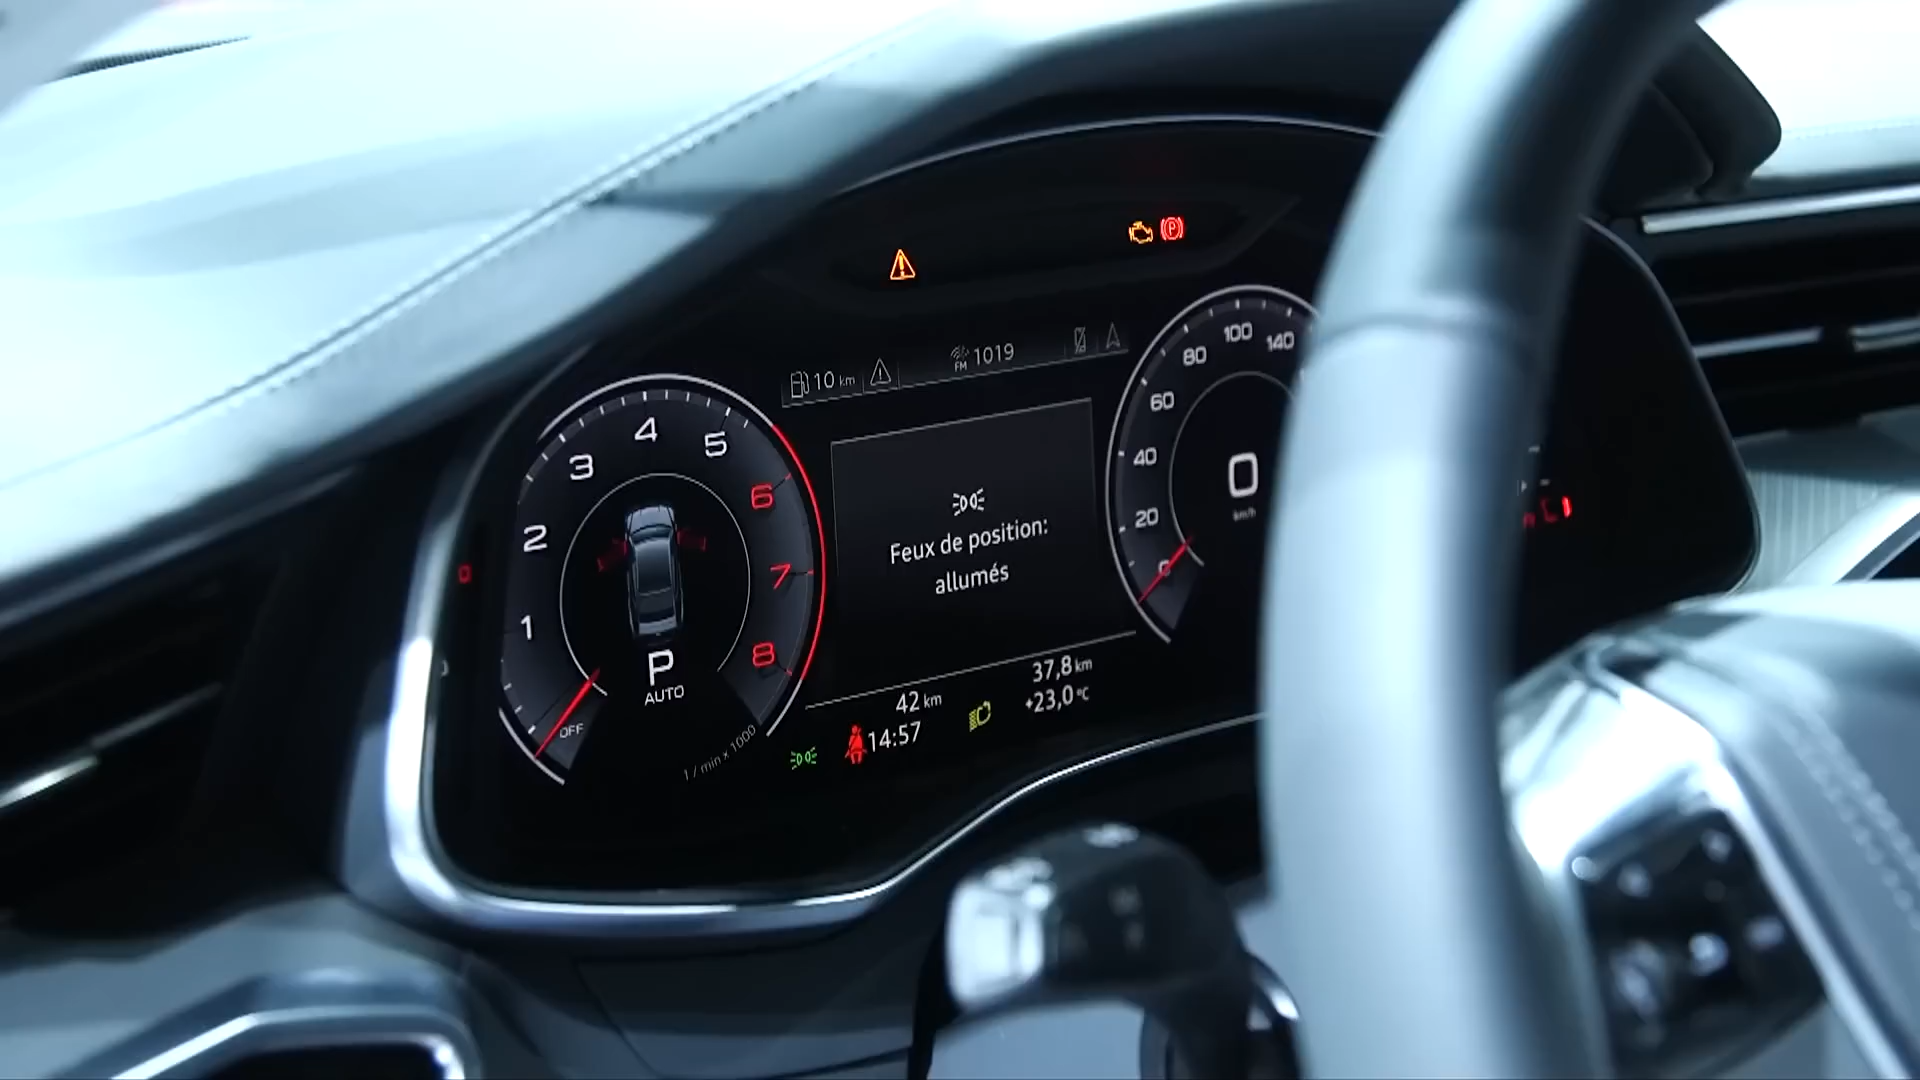 10 km
FM 1019
4
3
5
2
6
1
7
8
P
AUTO
OFF
1 / min x 1000
Feux de position:
allumés
100
80
140
60
40
20
0
0
km/h
42 km
37,8 km
14:57
+23,0 °C
P